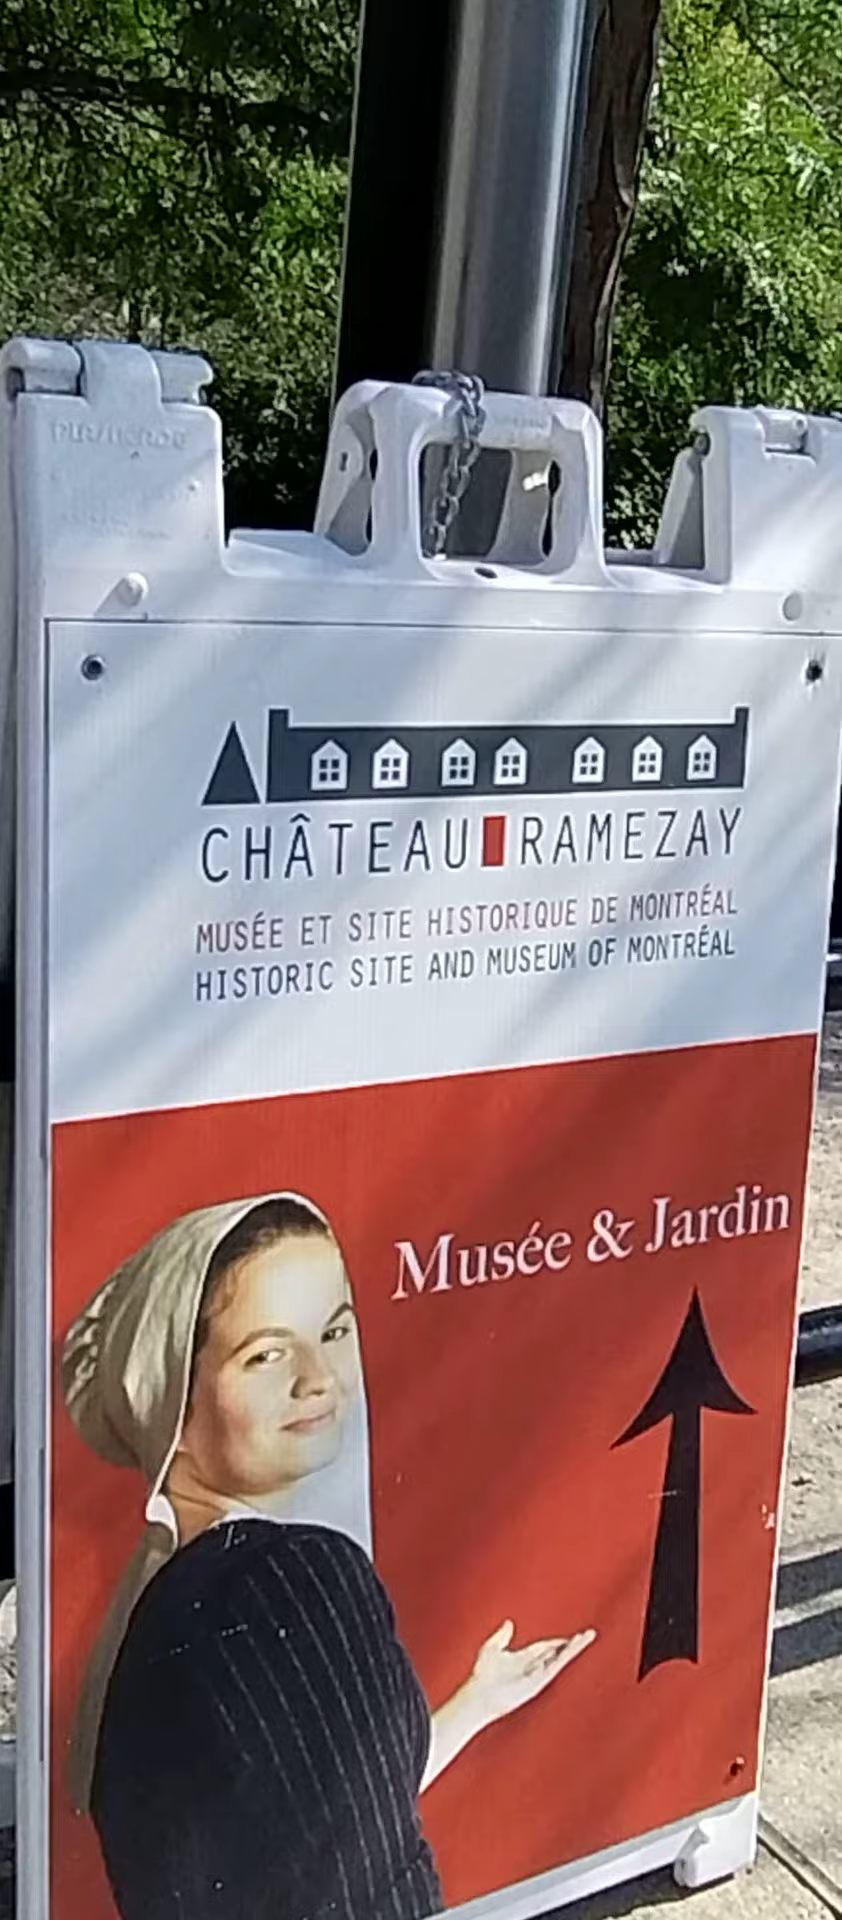 CHÂTEAU RAMEZAY
MUSÉE ET SITE HISTORIQUE DE MONTRÉAL
HISTORIC SITE AND MUSEUM OF MONTRÉAL
Musée & Jardin